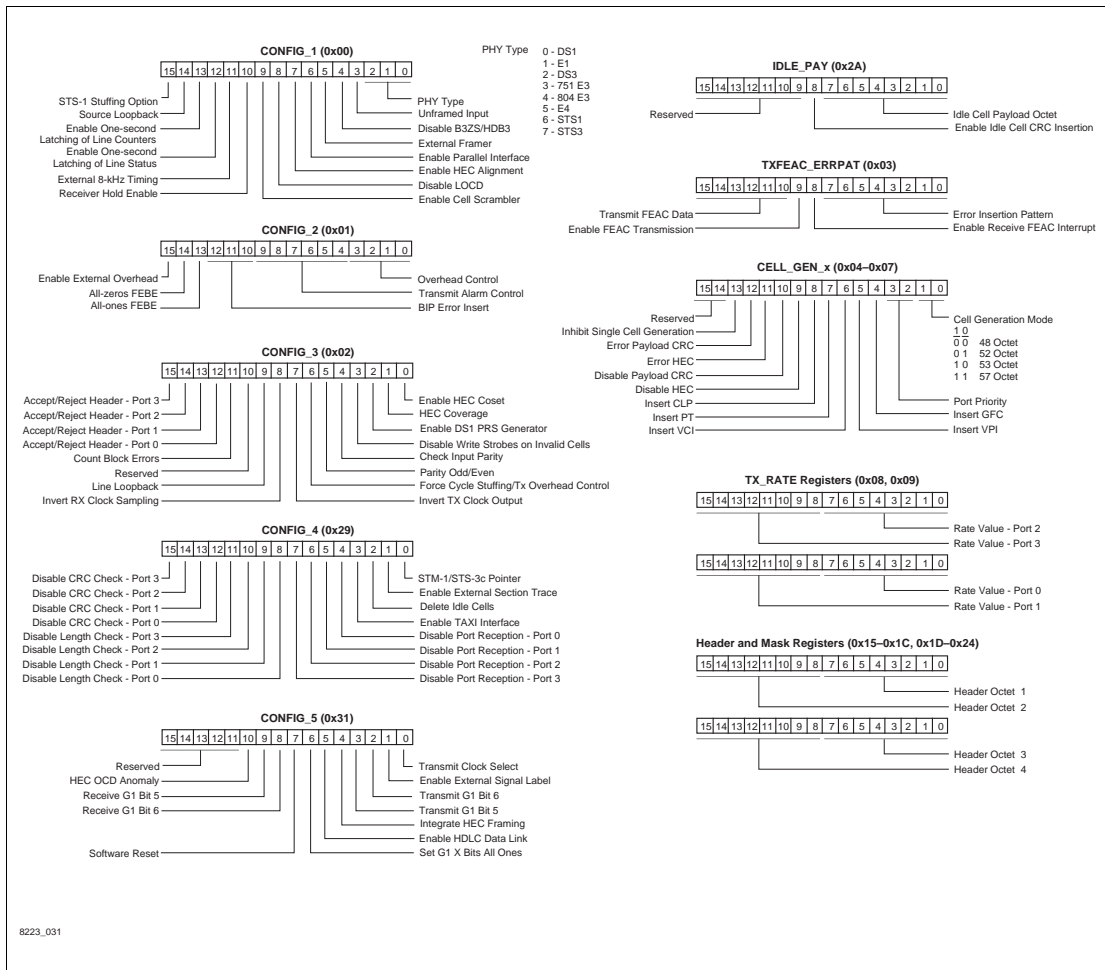 CONFIG_1 (0x00)
15 14 13 12 11 10 9 8 7 6 5 4 3 2 1 0
STS-1 Stuffing Option
Source Loopback
Enable One-second
Latching of Line Counters
Enable One-second
Latching of Line Status
External 8-kHz Timing
Receiver Hold Enable
PHY Type
Unframed Input
Disable B3ZS/HDB3
External Framer
Enable Parallel Interface
Enable HEC Alignment
Disable LOCD
Enable Cell Scrambler
PHY Type
0 - DS1
1 - E1
2 - DS3
3 - 751 E3
4 - 804 E3
5 - E4
6 - STS1
7 - STS3
CONFIG_2 (0x01)
15 14 13 12 11 10 9 8 7 6 5 4 3 2 1 0
Enable External Overhead
All-zeros FEBE
All-ones FEBE
Overhead Control
Transmit Alarm Control
BIP Error Insert
CONFIG_3 (0x02)
15 14 13 12 11 10 9 8 7 6 5 4 3 2 1 0
Accept/Reject Header - Port 3
Accept/Reject Header - Port 2
Accept/Reject Header - Port 1
Accept/Reject Header - Port 0
Count Block Errors
Reserved
Line Loopback
Invert RX Clock Sampling
Enable HEC Coset
HEC Coverage
Enable DS1 PRS Generator
Disable Write Strobes on Invalid Cells
Check Input Parity
Parity Odd/Even
Force Cycle Stuffing/Tx Overhead Control
Invert TX Clock Output
CONFIG_4 (0x29)
15 14 13 12 11 10 9 8 7 6 5 4 3 2 1 0
Disable CRC Check - Port 3
Disable CRC Check - Port 2
Disable CRC Check - Port 1
Disable CRC Check - Port 0
Disable Length Check - Port 3
Disable Length Check - Port 2
Disable Length Check - Port 1
Disable Length Check - Port 0
STM-1/STS-3c Pointer
Enable External Section Trace
Delete Idle Cells
Enable TAXI Interface
Disable Port Reception - Port 0
Disable Port Reception - Port 1
Disable Port Reception - Port 2
Disable Port Reception - Port 3
CONFIG_5 (0x31)
15 14 13 12 11 10 9 8 7 6 5 4 3 2 1 0
Reserved
HEC OCD Anomaly
Receive G1 Bit 5
Receive G1 Bit 6
Software Reset
Transmit Clock Select
Enable External Signal Label
Transmit G1 Bit 6
Transmit G1 Bit 5
Integrate HEC Framing
Enable HDLC Data Link
Set G1 X Bits All Ones
IDLE_PAY (0x2A)
15 14 13 12 11 10 9 8 7 6 5 4 3 2 1 0
Reserved
Idle Cell Payload Octet
Enable Idle Cell CRC Insertion
TXFEAC_ERRPAT (0x03)
15 14 13 12 11 10 9 8 7 6 5 4 3 2 1 0
Transmit FEAC Data
Enable FEAC Transmission
Error Insertion Pattern
Enable Receive FEAC Interrupt
CELL_GEN_x (0x04–0x07)
15 14 13 12 11 10 9 8 7 6 5 4 3 2 1 0
Reserved
Inhibit Single Cell Generation
Error Payload CRC
Error HEC
Disable Payload CRC
Disable HEC
Insert CLP
Insert PT
Insert VCI
Cell Generation Mode
1 0
0 0 48 Octet
0 1 52 Octet
1 0 53 Octet
1 1 57 Octet
Port Priority
Insert GFC
Insert VPI
TX_RATE Registers (0x08, 0x09)
15 14 13 12 11 10 9 8 7 6 5 4 3 2 1 0
Rate Value - Port 2
Rate Value - Port 3
15 14 13 12 11 10 9 8 7 6 5 4 3 2 1 0
Rate Value - Port 0
Rate Value - Port 1
Header and Mask Registers (0x15–0x1C, 0x1D–0x24)
15 14 13 12 11 10 9 8 7 6 5 4 3 2 1 0
Header Octet 1
Header Octet 2
15 14 13 12 11 10 9 8 7 6 5 4 3 2 1 0
Header Octet 3
Header Octet 4
8223_031